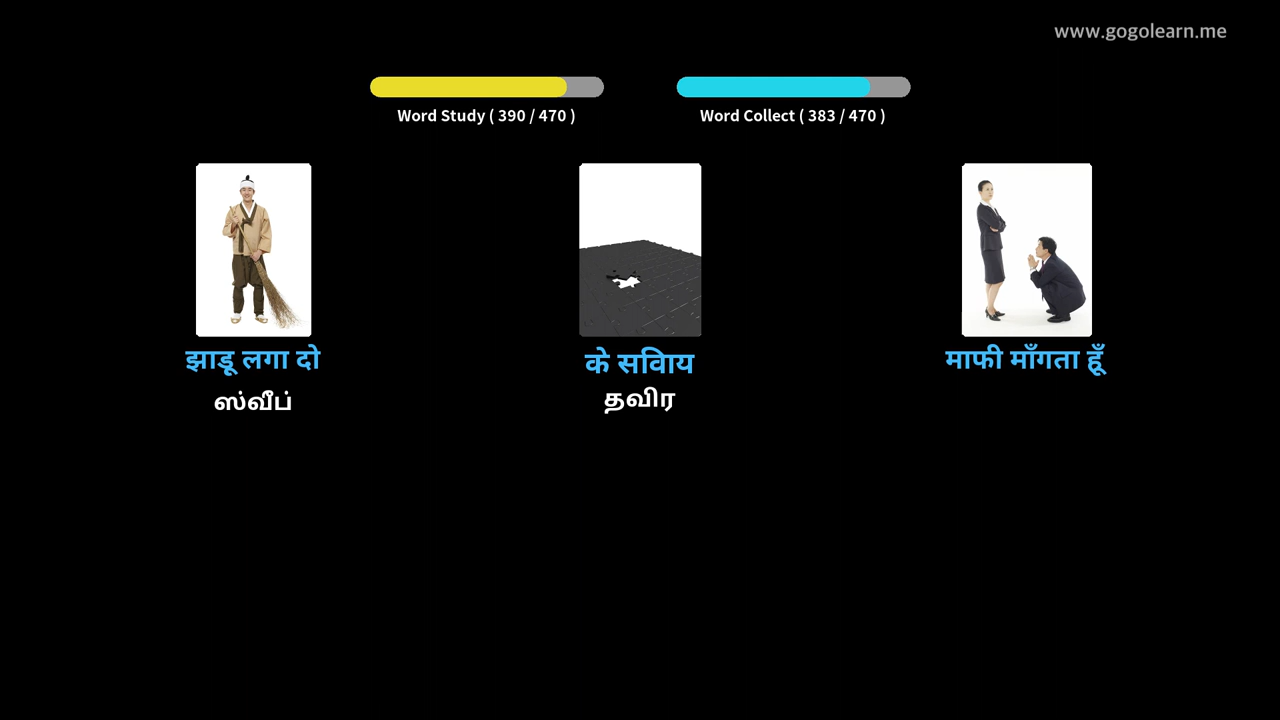 www.gogolearn.me
Word Study ( 390 / 470 )
Word Collect ( 383 / 470 )
झाडू लगा दो
के सिवाय
माफी माँगता हूँ
ஸ்வீப்
தவிர